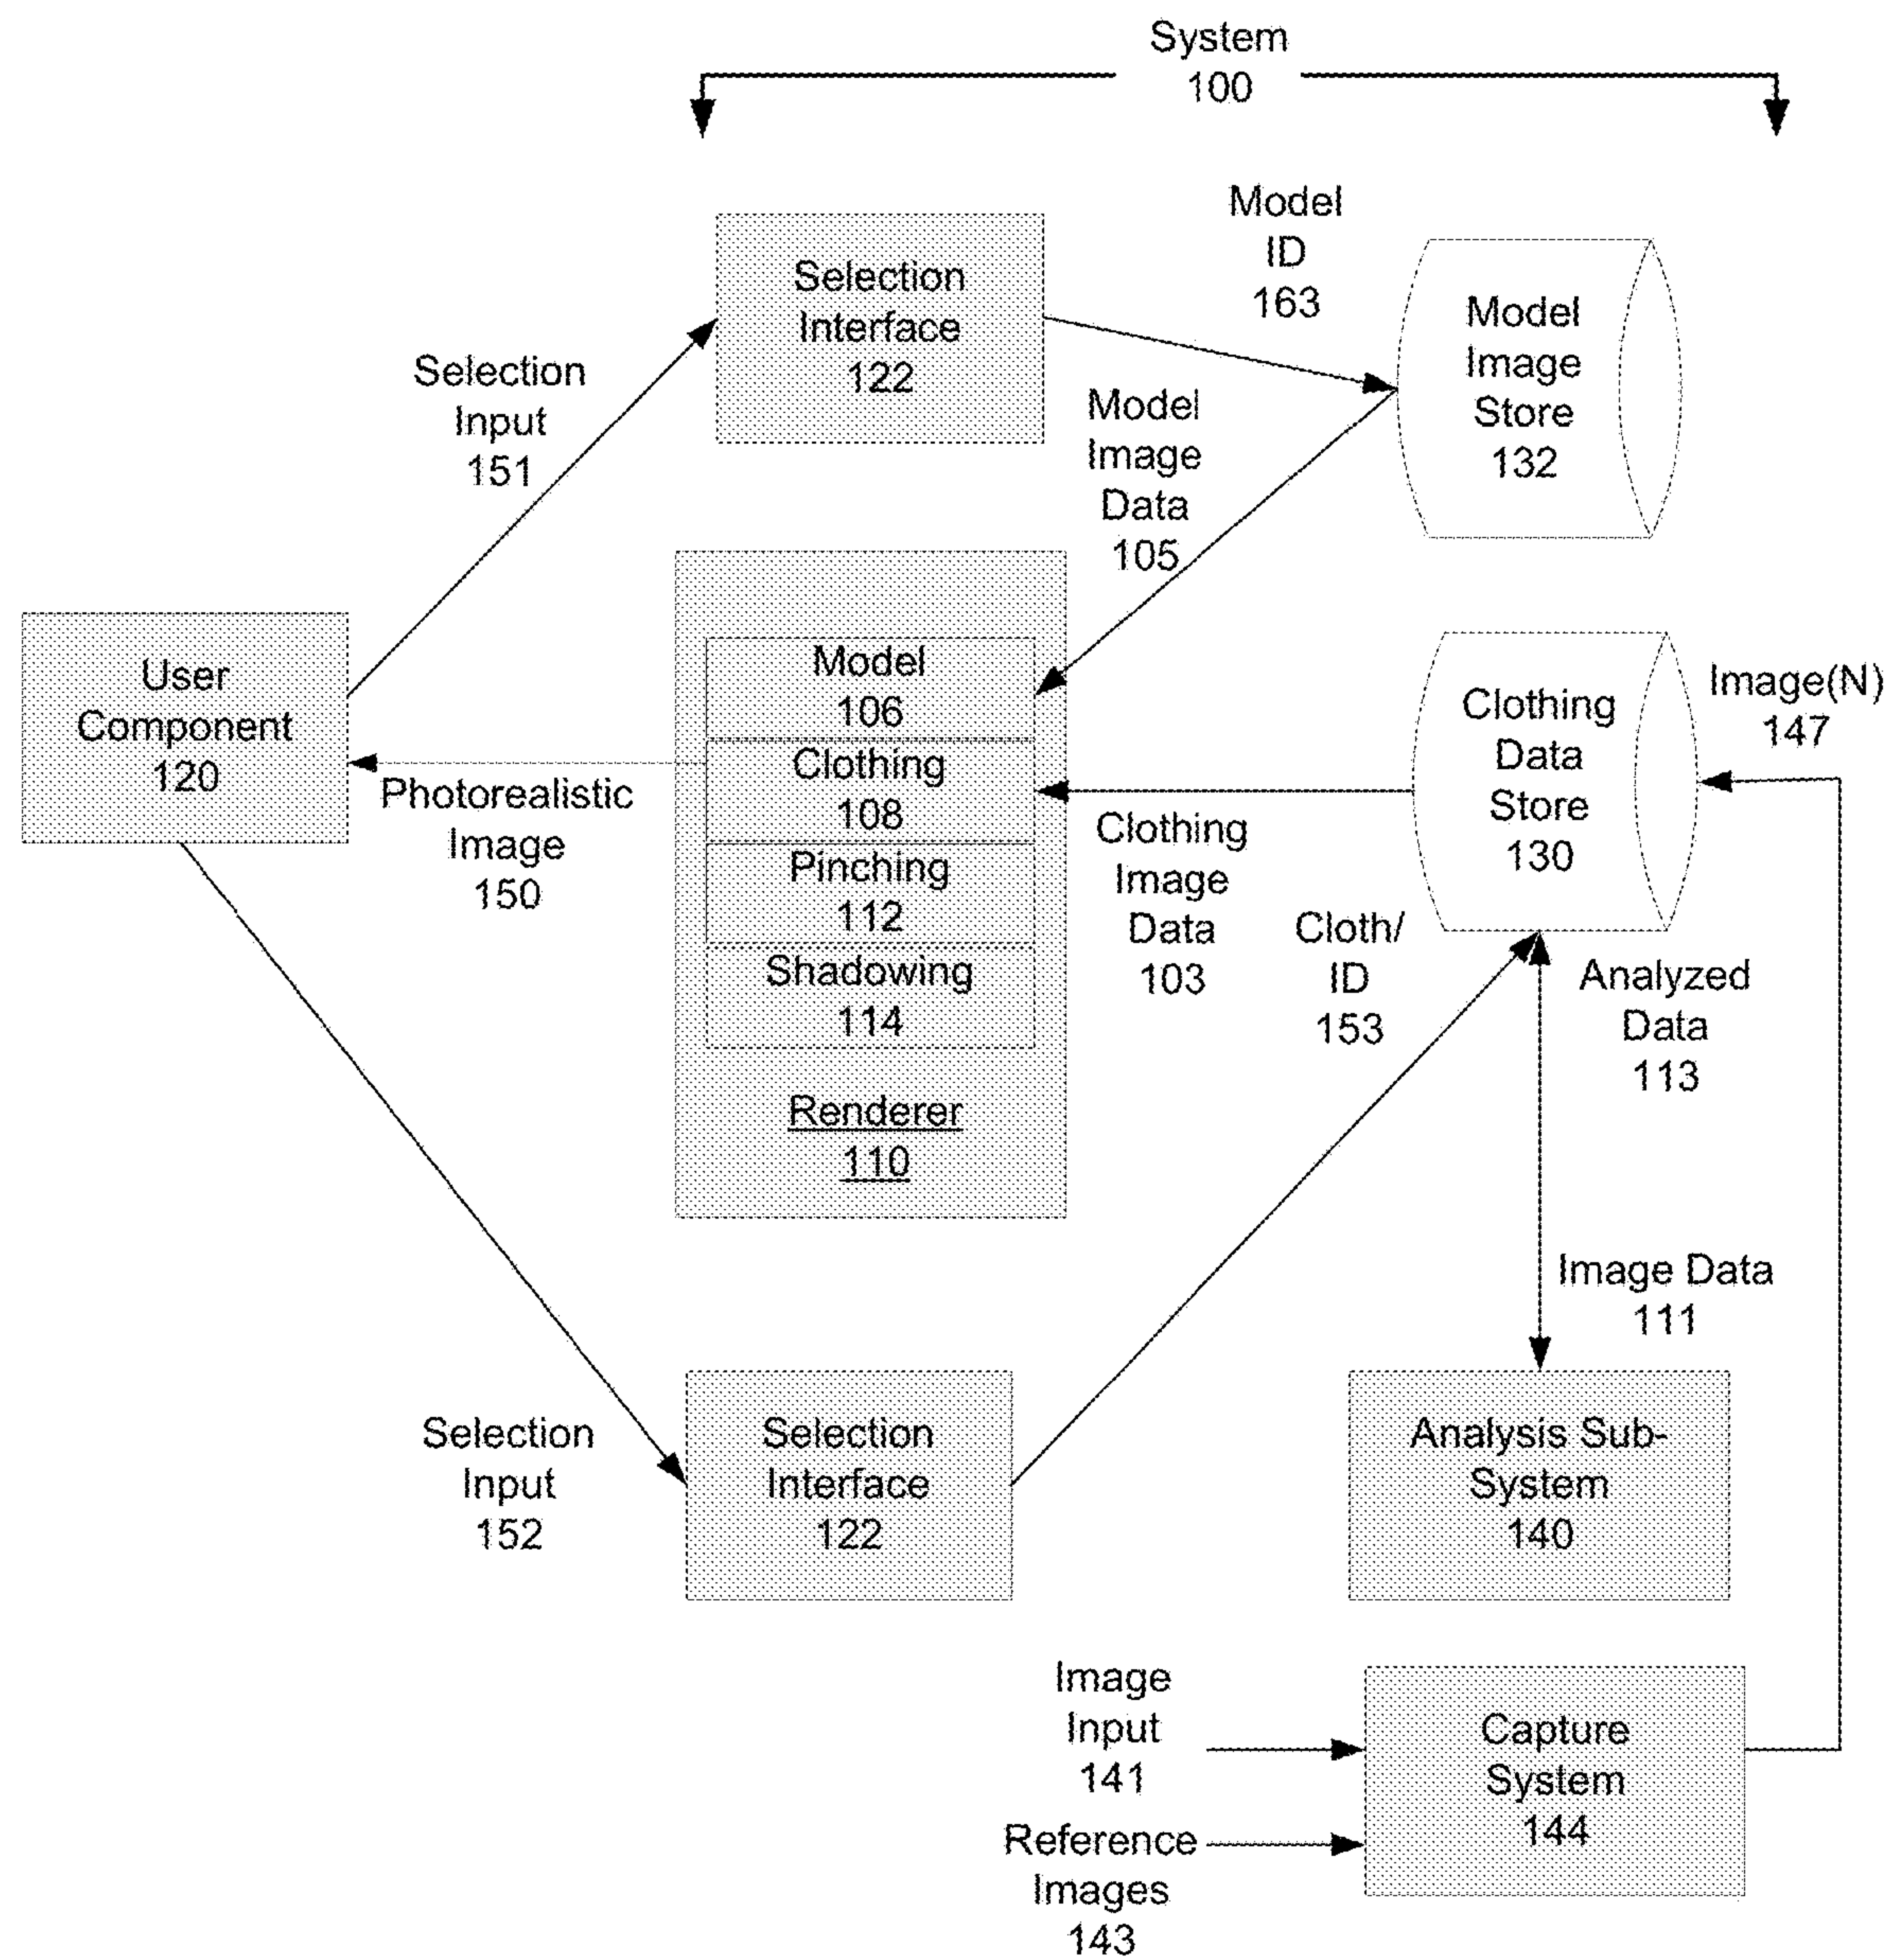 System
100
Model
ID
163
Selection
Interface
122
Model
Image
Store
132
Selection
Input
151
Model
Image
Data
105
User
Component
120
Model
106
Clothing
108
Pinching
112
Shadowing
114
Renderer
110
Photorealistic
Image
150
Clothing
Data
Store
130
Image(N)
147
Clothing
Image
Data
103
Cloth/
ID
153
Analyzed
Data
113
Image Data
111
Selection
Input
152
Selection
Interface
122
Analysis Sub-
System
140
Image
Input
141
Reference
Images
143
Capture
System
144